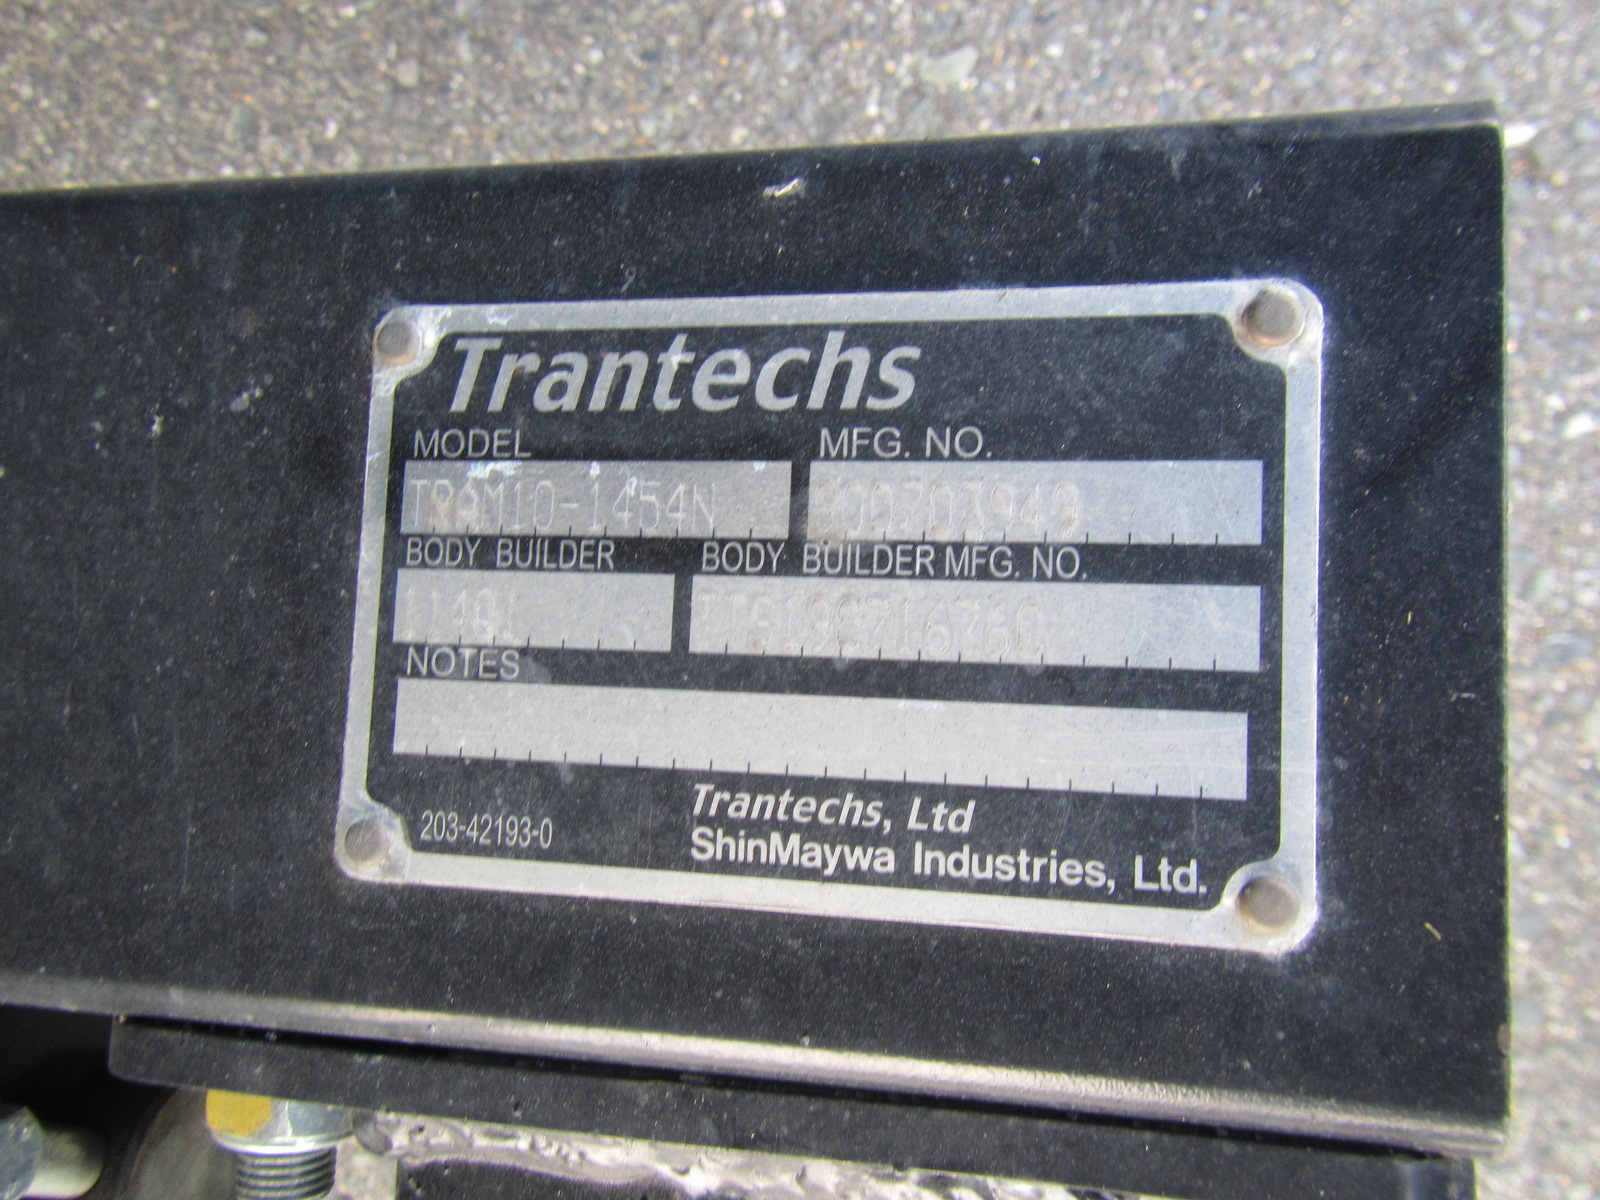 Trantechs
MODEL MFG. NO.
TRAM10-1454N
BODY BUILDER BODY BUILDER MFG. NO.
NOTES
203-42193-0
Trantechs, Ltd
ShinMaywa Industries, Ltd.